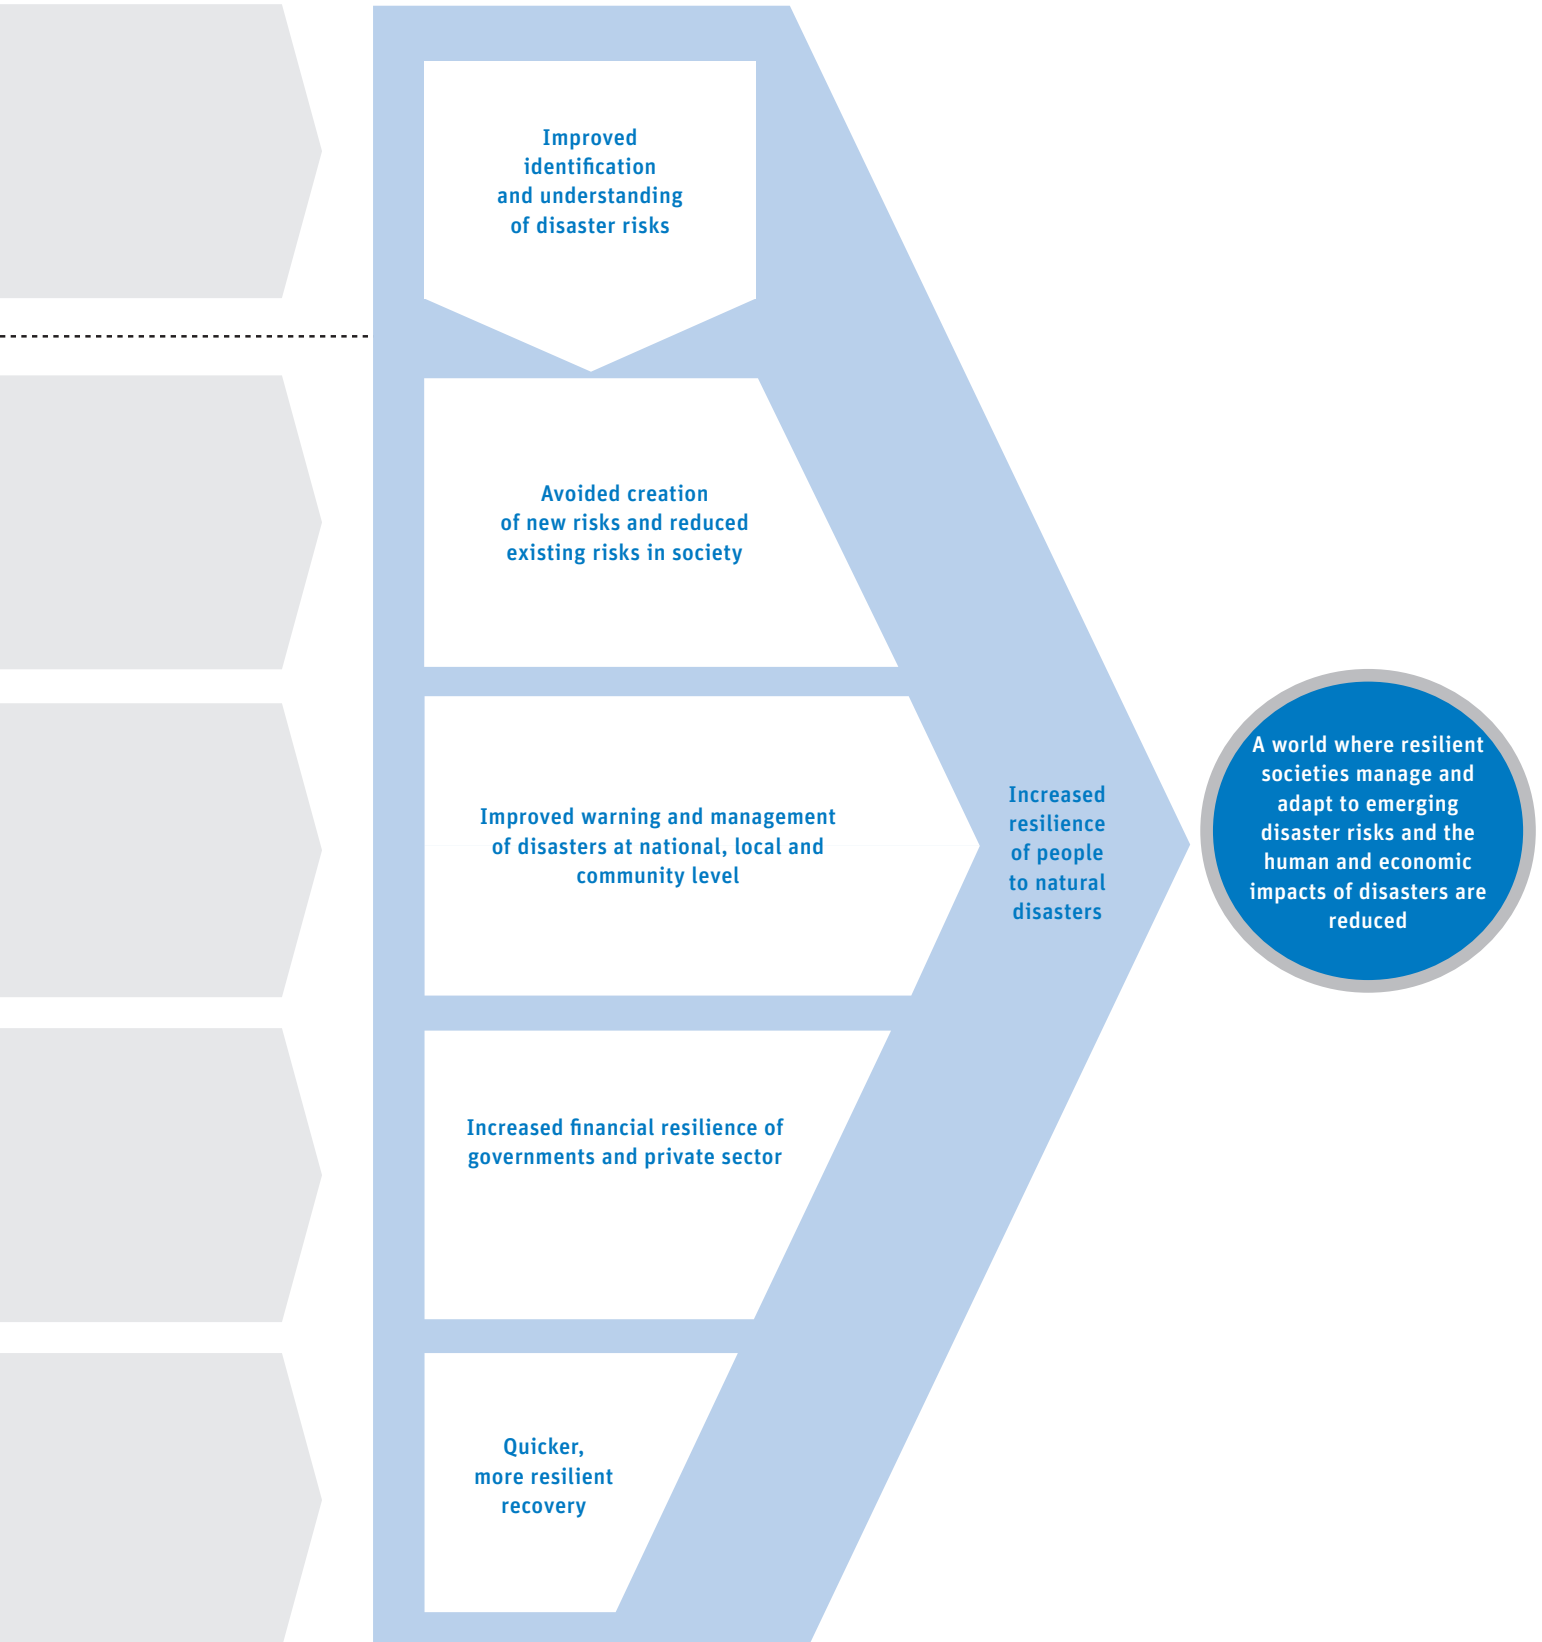 Improved
identification
and understanding
of disaster risks
Avoided creation
of new risks and reduced
existing risks in society
Improved warning and management
of disasters at national, local and
community level
Increased
resilience
of people
to natural
disasters
A world where resilient
societies manage and
adapt to emerging
disaster risks and the
human and economic
impacts of disasters are
reduced
Increased financial resilience of
governments and private sector
Quicker,
more resilient
recovery